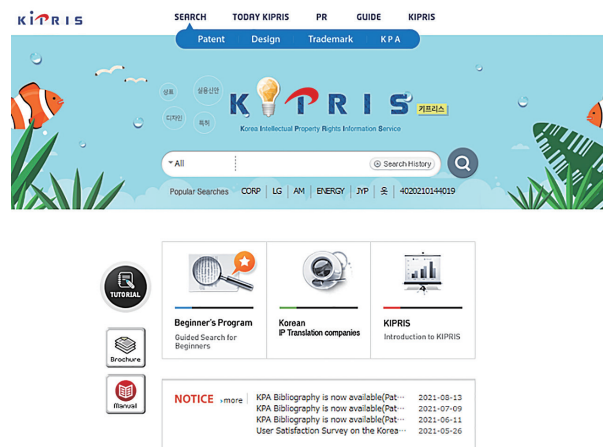 KIPRIS
SEARCH TODAY KIPRIS PR GUIDE KIPRIS
Patent Design Trademark KPA
상표 실용신안
디자인 특허
KIPRIS 키프리스
Korea Intellectual Property Rights Information Service
All Search History
Popular Searches CORP | LG | AM | ENERGY | JYP | 옷 | 4020210144019
TUTORIAL
Brochure
Manual
Beginner's Program
Guided Search for
Beginners
Korean
IP Translation companies
KIPRIS
Introduction to KIPRIS
NOTICE more
KPA Bibliography is now available(Pat··· 2021-08-13
KPA Bibliography is now available(Pat··· 2021-07-09
KPA Bibliography is now available(Pat··· 2021-06-11
User Satisfaction Survey on the Korea··· 2021-05-26